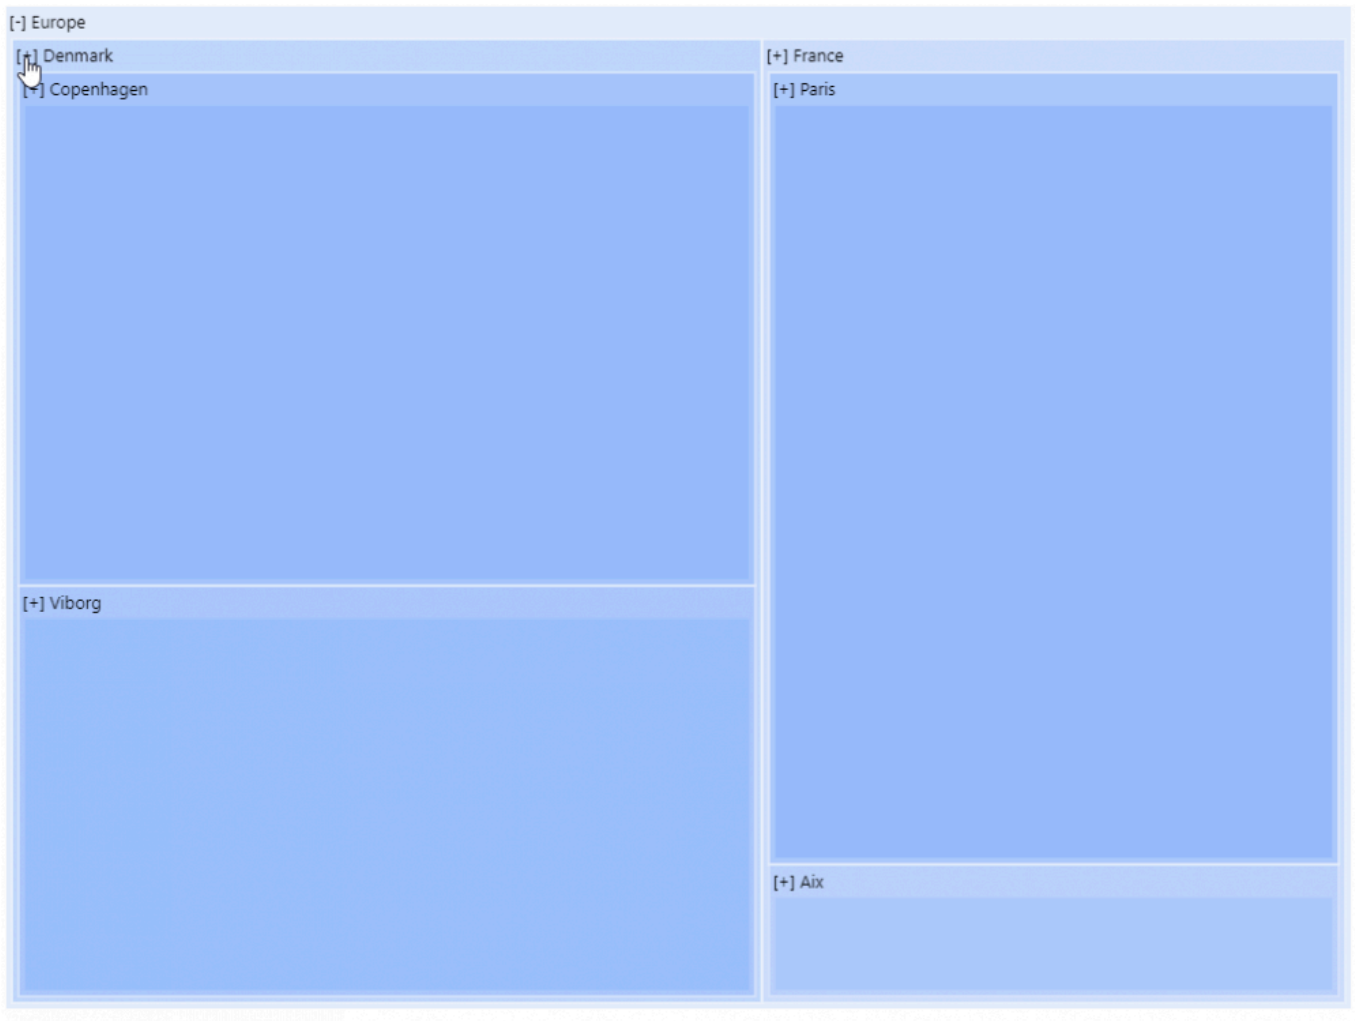 [-] Europe
[+] Denmark
[+] Copenhagen
[+] Viborg
[+] France
[+] Paris
[+] Aix